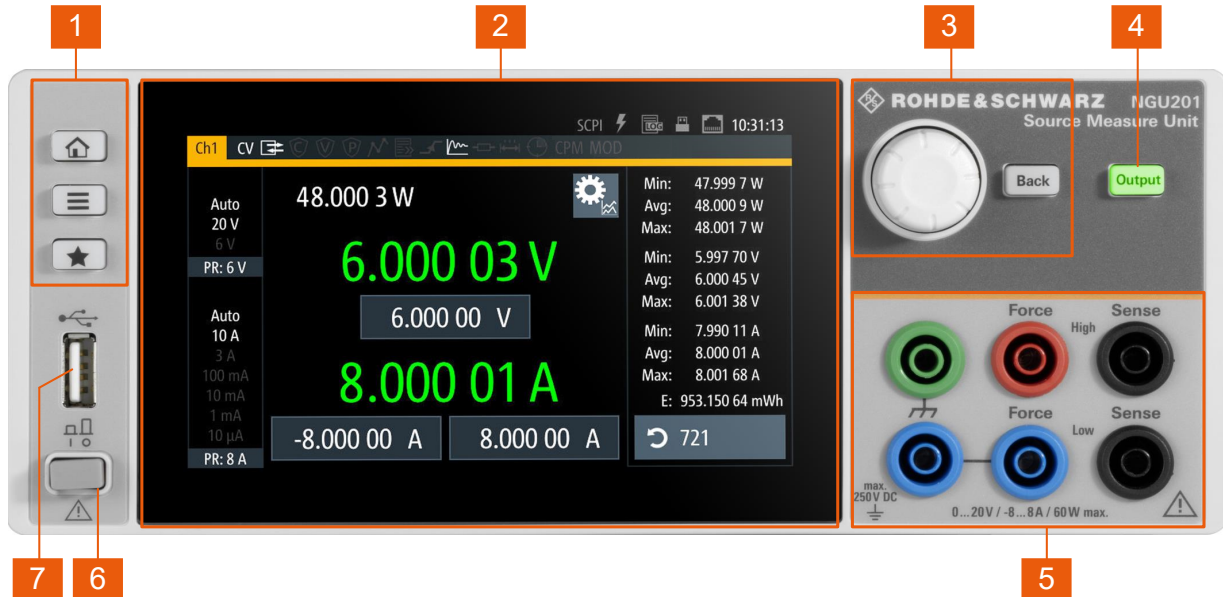 1
2
3
4
ROHDE&SCHWARZ NGU201
Source Measure Unit
SCPI LOG 10:31:13
Ch1 CV C V P CPM MOD
Auto
20 V
6 V
PR: 6 V
48.000 3 W
6.000 03 V
6.000 00 V
Auto
10 A
3 A
100 mA
10 mA
1 mA
10 µA
PR: 8 A
8.000 01 A
-8.000 00 A
8.000 00 A
Min: 47.999 7 W
Avg: 48.000 9 W
Max: 48.001 7 W
Min: 5.997 70 V
Avg: 6.000 45 V
Max: 6.001 38 V
Min: 7.990 11 A
Avg: 8.000 01 A
Max: 8.001 68 A
E: 953.150 64 mWh
721
Back
Output
Force Sense
High
Force Sense
Low
max.
250 V DC
0...20V / -8...8A / 60W max.
7
6
5